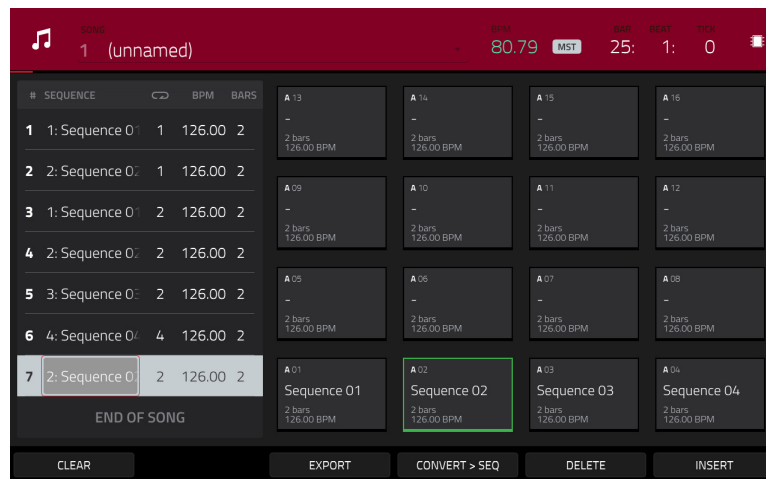 SONG
1 (unnamed)
BPM
80.79 MST
BAR BEAT TICK
25: 1: 0
# SEQUENCE BPM BARS
1 1: Sequence 01 1 126.00 2
2 2: Sequence 02 1 126.00 2
3 1: Sequence 01 2 126.00 2
4 2: Sequence 02 2 126.00 2
5 3: Sequence 03 2 126.00 2
6 4: Sequence 04 4 126.00 2
7 2: Sequence 0 2 126.00 2
END OF SONG
A 13
-
2 bars
126.00 BPM
A 14
-
2 bars
126.00 BPM
A 15
-
2 bars
126.00 BPM
A 16
-
2 bars
126.00 BPM
A 09
-
2 bars
126.00 BPM
A 10
-
2 bars
126.00 BPM
A 11
-
2 bars
126.00 BPM
A 12
-
2 bars
126.00 BPM
A 05
-
2 bars
126.00 BPM
A 06
-
2 bars
126.00 BPM
A 07
-
2 bars
126.00 BPM
A 08
-
2 bars
126.00 BPM
A 01
Sequence 01
2 bars
126.00 BPM
A 02
Sequence 02
2 bars
126.00 BPM
A 03
Sequence 03
2 bars
126.00 BPM
A 04
Sequence 04
2 bars
126.00 BPM
CLEAR
EXPORT
CONVERT > SEQ
DELETE
INSERT